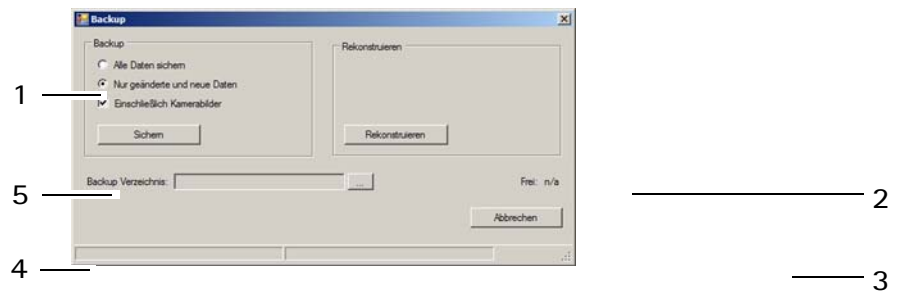 Backup
Backup
Rekonstruieren
Alle Daten sichern
Nur geänderte und neue Daten
1
Einschließlich Kamerabilder
Sichern
Rekonstruieren
Backup Verzeichnis:
...
Frei: n/a
5
2
Abbrechen
4
3